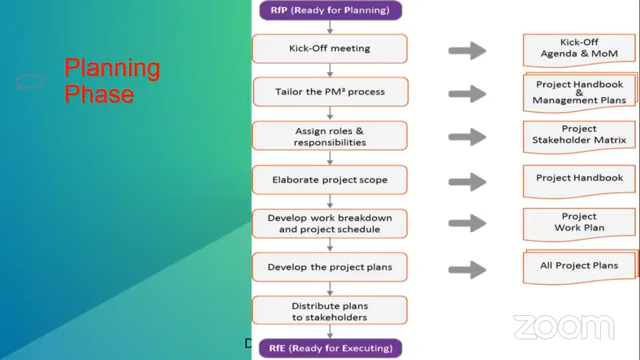 RfP (Ready for Planning)
Planning
Phase
Kick-Off meeting
Kick-Off
Agenda & MoM
Tailor the PM² process
Project Handbook
&
Management Plans
Assign roles &
responsibilities
Project
Stakeholder Matrix
Elaborate project scope
Project Handbook
Develop work breakdown
and project schedule
Project
Work Plan
Develop the project plans
All Project Plans
Distribute plans
to stakeholders
zoom
RfE (Ready for Executing)